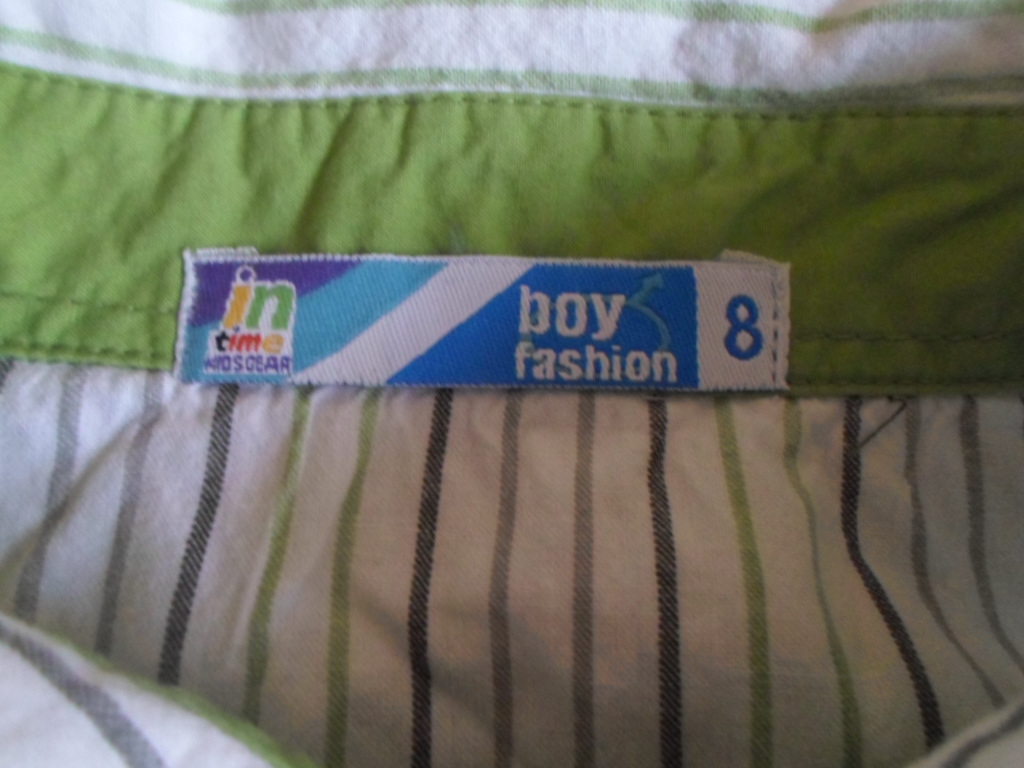 in
time
KIDSGEAR
boy
fashion
8